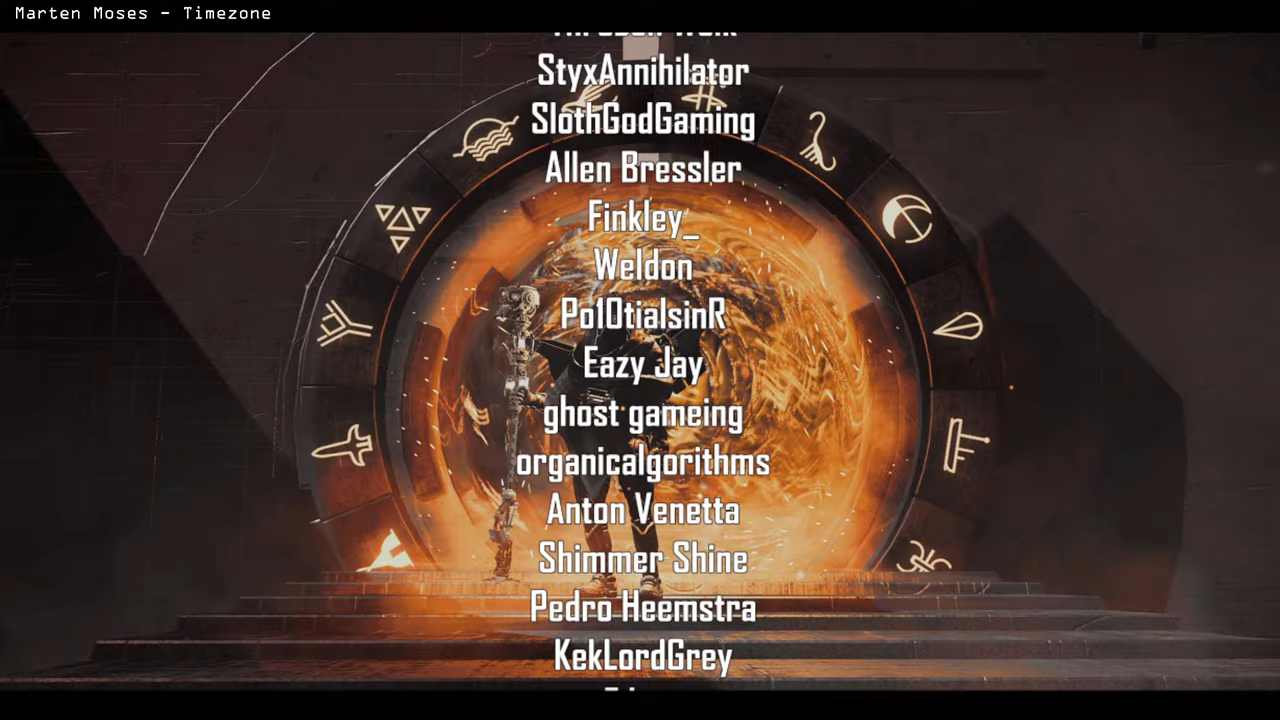 Marten Moses - Timezone
StyxAnnihilator
SlothGodGaming
Allen Bressler
Finkley_
Weldon
Po10tialsinR
Eazy Jay
ghost gameing
organicalgorithms
Anton Venetta
Shimmer Shine
Pedro Heemstra
KekLordGrey